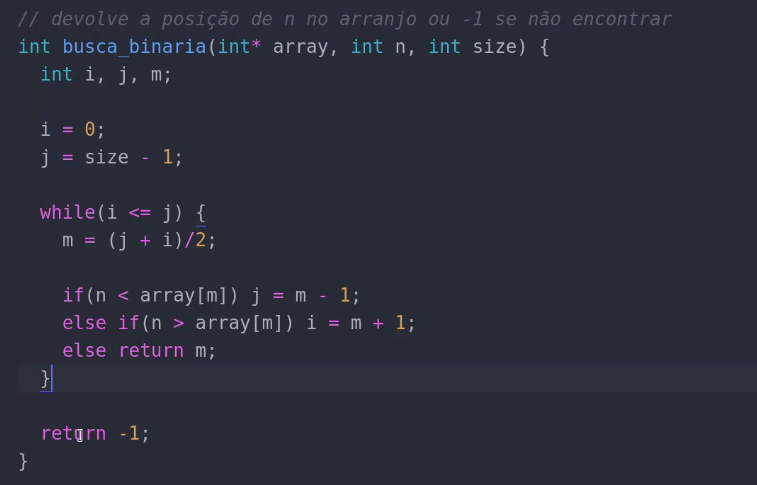 // devolve a posição de n no arranjo ou -1 se não encontrar
int busca_binaria(int* array, int n, int size) {
int i, j, m;
i = 0;
j = size - 1;
while(i <= j) {
m = (j + i)/2;
if(n < array[m]) j = m - 1;
else if(n > array[m]) i = m + 1;
else return m;
}
return -1;
}